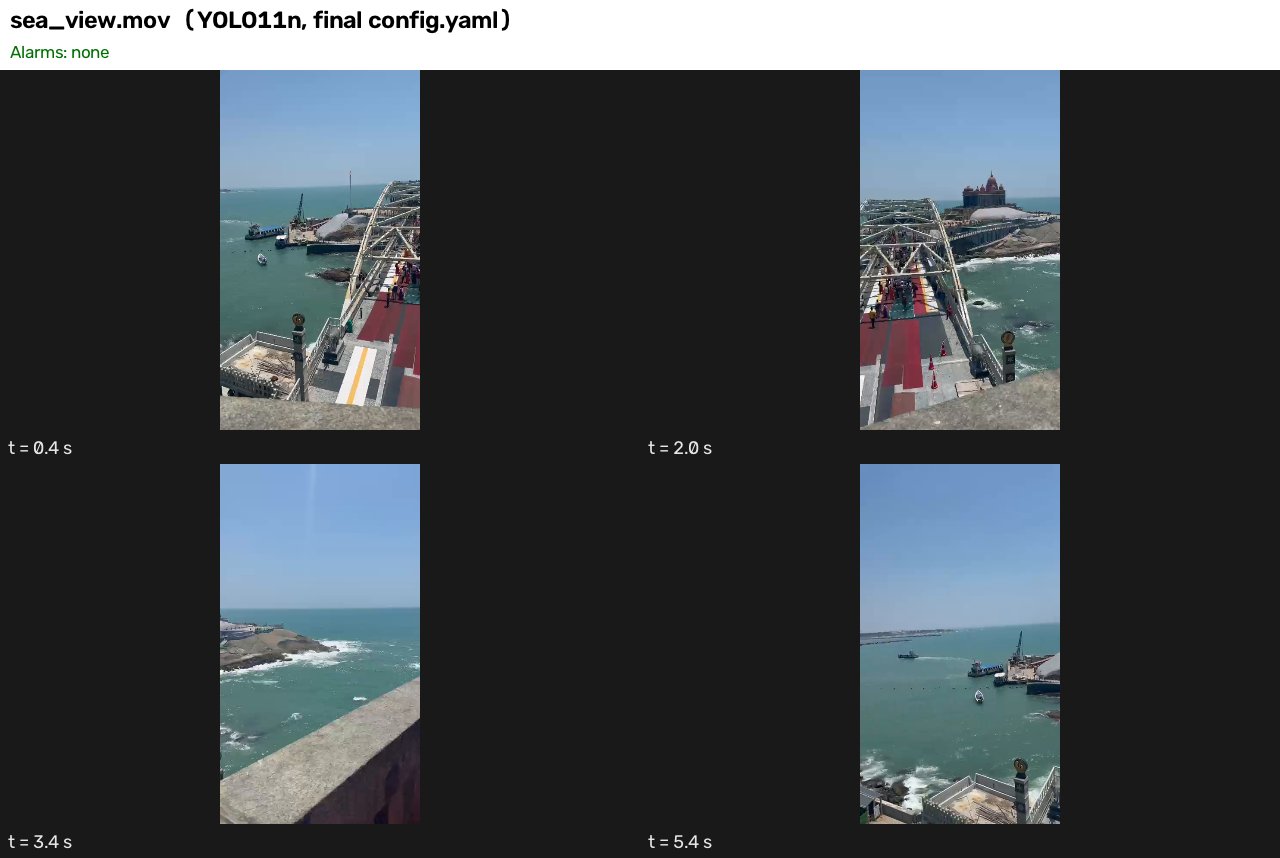 sea_view.mov (YOLO11n, final config.yaml)
Alarms: none
t = 0.4 s
t = 2.0 s
t = 3.4 s
t = 5.4 s